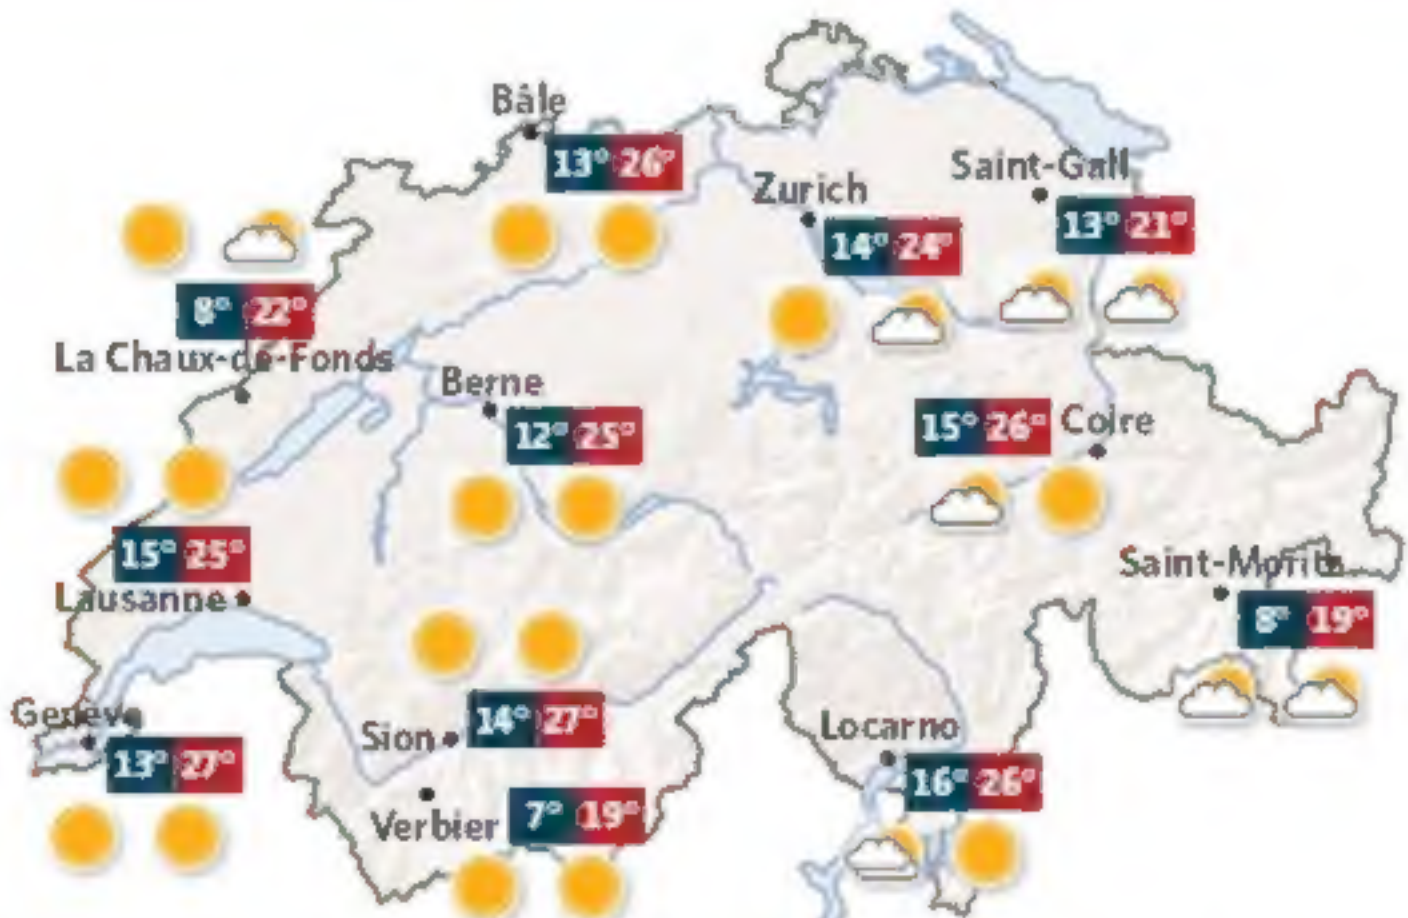 Bâle
13° 26°
Saint-Gall
Zurich
13° 21°
14° 24°
8° 22°
La Chaux-de-Fonds
Berne
12° 25°
15° 26° Coire
15° 25°
Lausanne
Saint-Moritz
8° 19°
Genève
13° 27°
Sion
14° 27°
Locarno
16° 26°
Verbier
7° 19°